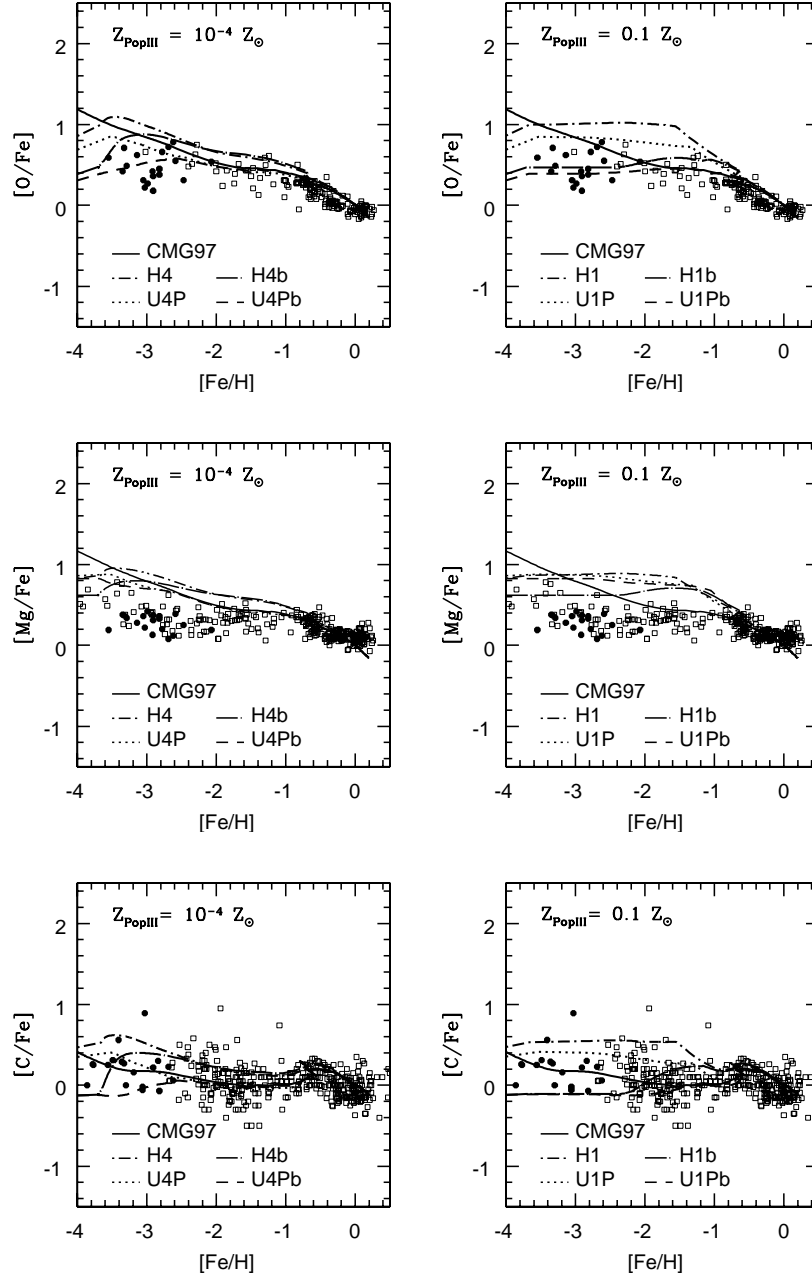 Z_PopIII = 10^-4 Z_⊙
[O/Fe]
2
1
0
-1
CMG97
H4 H4b
U4P U4Pb
-4 -3 -2 -1 0
[Fe/H]
Z_PopIII = 0.1 Z_⊙
[O/Fe]
2
1
0
-1
CMG97
H1 H1b
U1P U1Pb
-4 -3 -2 -1 0
[Fe/H]
Z_PopIII = 10^-4 Z_⊙
[Mg/Fe]
2
1
0
-1
CMG97
H4 H4b
U4P U4Pb
-4 -3 -2 -1 0
[Fe/H]
Z_PopIII = 0.1 Z_⊙
[Mg/Fe]
2
1
0
-1
CMG97
H1 H1b
U1P U1Pb
-4 -3 -2 -1 0
[Fe/H]
Z_PopIII = 10^-4 Z_⊙
[C/Fe]
2
1
0
-1
CMG97
H4 H4b
U4P U4Pb
-4 -3 -2 -1 0
[Fe/H]
Z_PopIII = 0.1 Z_⊙
[C/Fe]
2
1
0
-1
CMG97
H1 H1b
U1P U1Pb
-4 -3 -2 -1 0
[Fe/H]